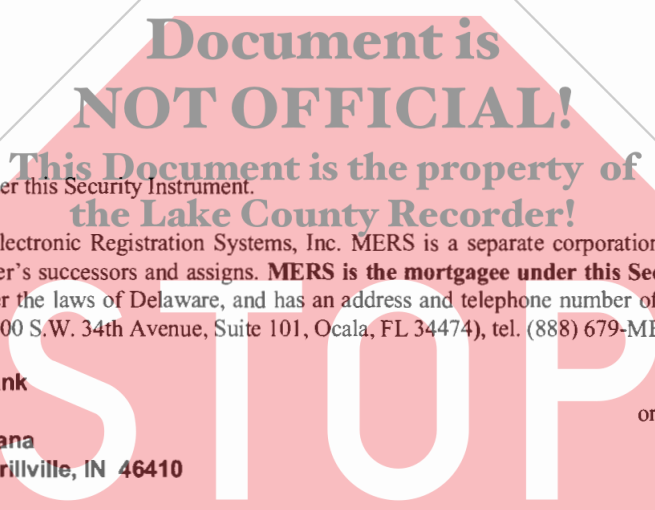 Document is
NOT OFFICIAL!
This Document is the property of
er this Security Instrument.
the Lake County Recorder!
lectronic Registration Systems, Inc. MERS is a separate corporation
er's successors and assigns. MERS is the mortgagee under this Sec
er the laws of Delaware, and has an address and telephone number of
00 S.W. 34th Avenue, Suite 101, Ocala, FL 34474), tel. (888) 679-ME
nk
or
ana
rillville, IN 46410
STOP